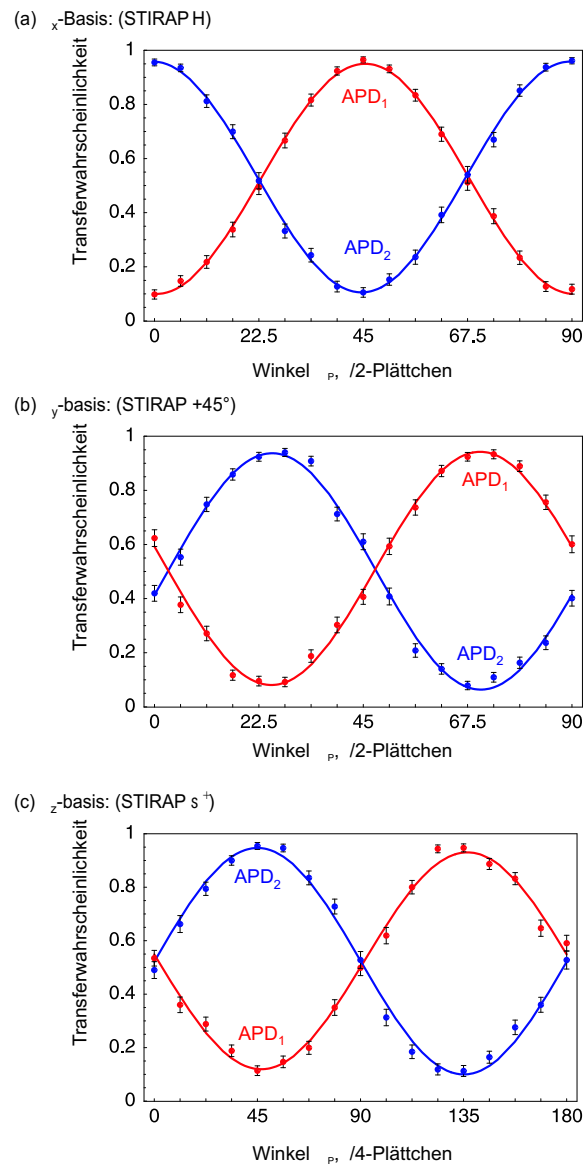 (a) x-Basis: (STIRAP H)
Transferwahrscheinlichkeit
1
0.8
0.6
0.4
0.2
0
APD1
APD2
0 22.5 45 67.5 90
Winkel P, /2-Plättchen
(b) y-basis: (STIRAP +45°)
Transferwahrscheinlichkeit
1
0.8
0.6
0.4
0.2
0
APD1
APD2
0 22.5 45 67.5 90
Winkel P, /2-Plättchen
(c) z-basis: (STIRAP s+)
Transferwahrscheinlichkeit
1
0.8
0.6
0.4
0.2
0
APD2
APD1
0 45 90 135 180
Winkel P, /4-Plättchen